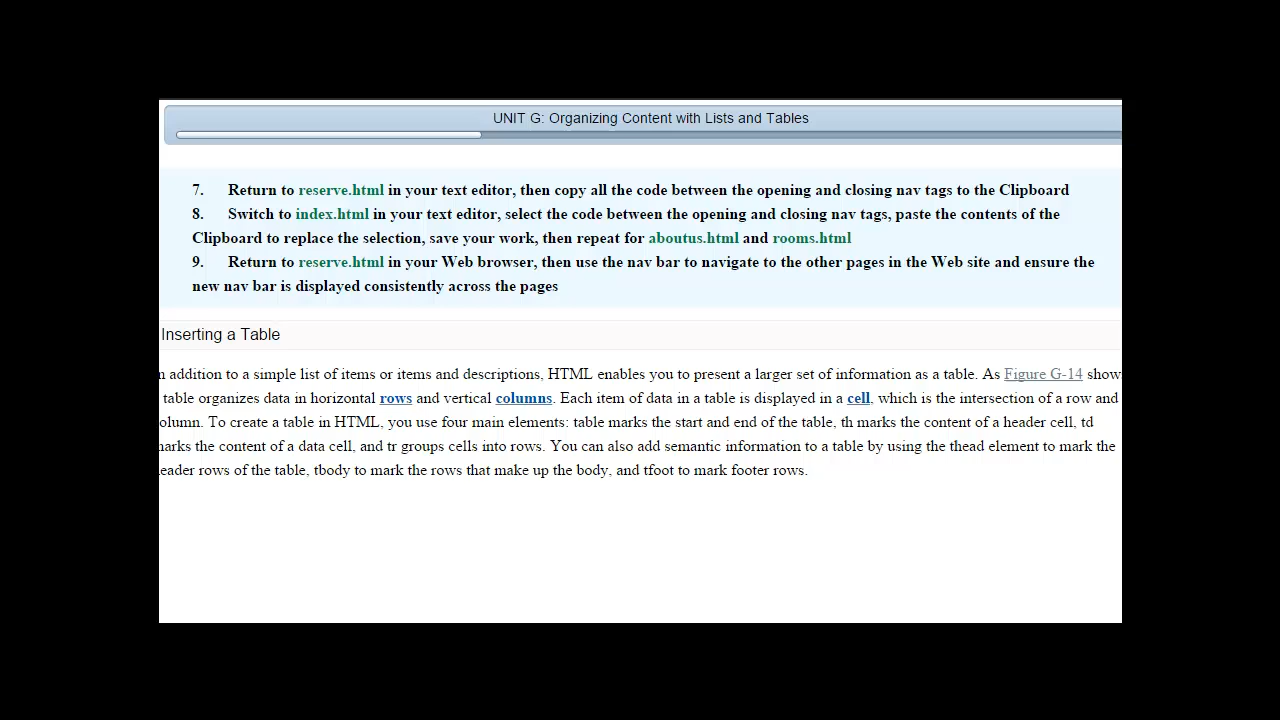 UNIT G: Organizing Content with Lists and Tables
7. Return to reserve.html in your text editor, then copy all the code between the opening and closing nav tags to the Clipboard
8. Switch to index.html in your text editor, select the code between the opening and closing nav tags, paste the contents of the
Clipboard to replace the selection, save your work, then repeat for aboutus.html and rooms.html
9. Return to reserve.html in your Web browser, then use the nav bar to navigate to the other pages in the Web site and ensure the
new nav bar is displayed consistently across the pages
Inserting a Table
n addition to a simple list of items or items and descriptions, HTML enables you to present a larger set of information as a table. As Figure G-14 show
table organizes data in horizontal rows and vertical columns. Each item of data in a table is displayed in a cell, which is the intersection of a row and
olumn. To create a table in HTML, you use four main elements: table marks the start and end of the table, th marks the content of a header cell, td
arks the content of a data cell, and tr groups cells into rows. You can also add semantic information to a table by using the thead element to mark the
eader rows of the table, tbody to mark the rows that make up the body, and tfoot to mark footer rows.